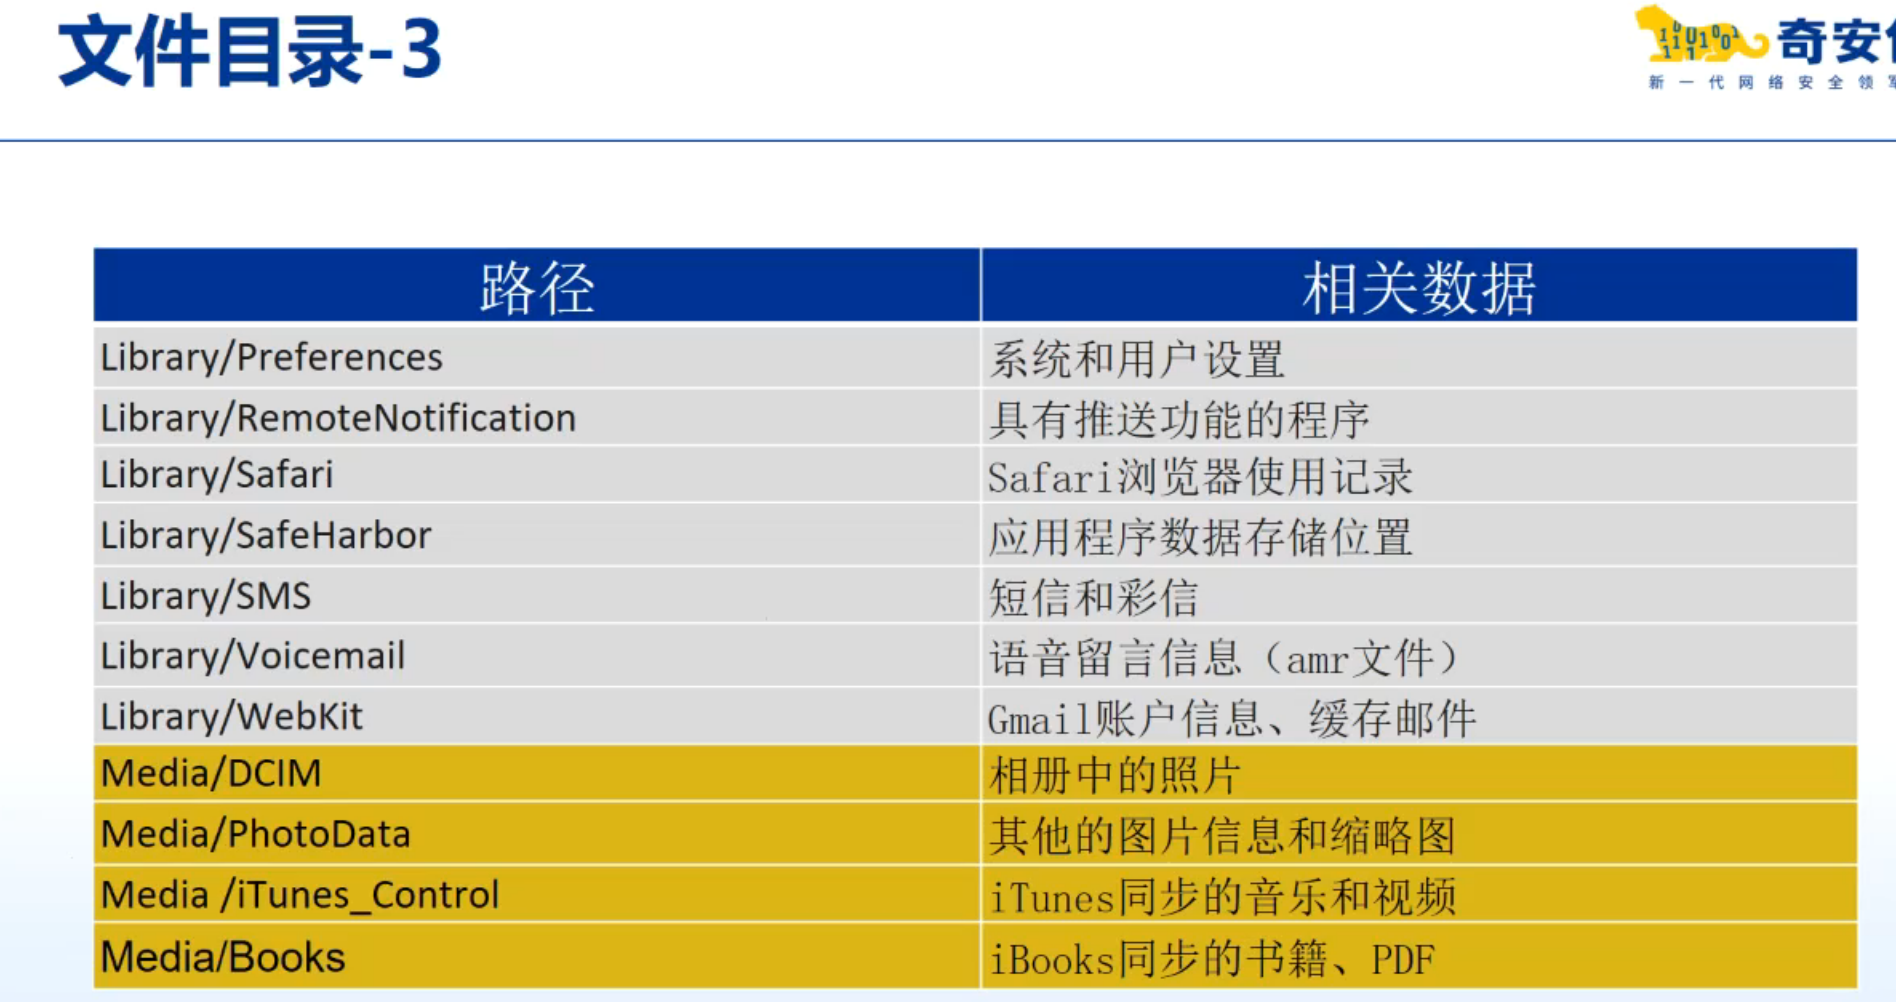 文件目录-3
奇安
新一代网络安全领
路径 相关数据
Library/Preferences 系统和用户设置
Library/RemoteNotification 具有推送功能的程序
Library/Safari Safari浏览器使用记录
Library/SafeHarbor 应用程序数据存储位置
Library/SMS 短信和彩信
Library/Voicemail 语音留言信息（amr文件）
Library/WebKit Gmail账户信息、缓存邮件
Media/DCIM 相册中的照片
Media/PhotoData 其他的图片信息和缩略图
Media /iTunes_Control iTunes同步的音乐和视频
Media/Books iBooks同步的书籍、PDF